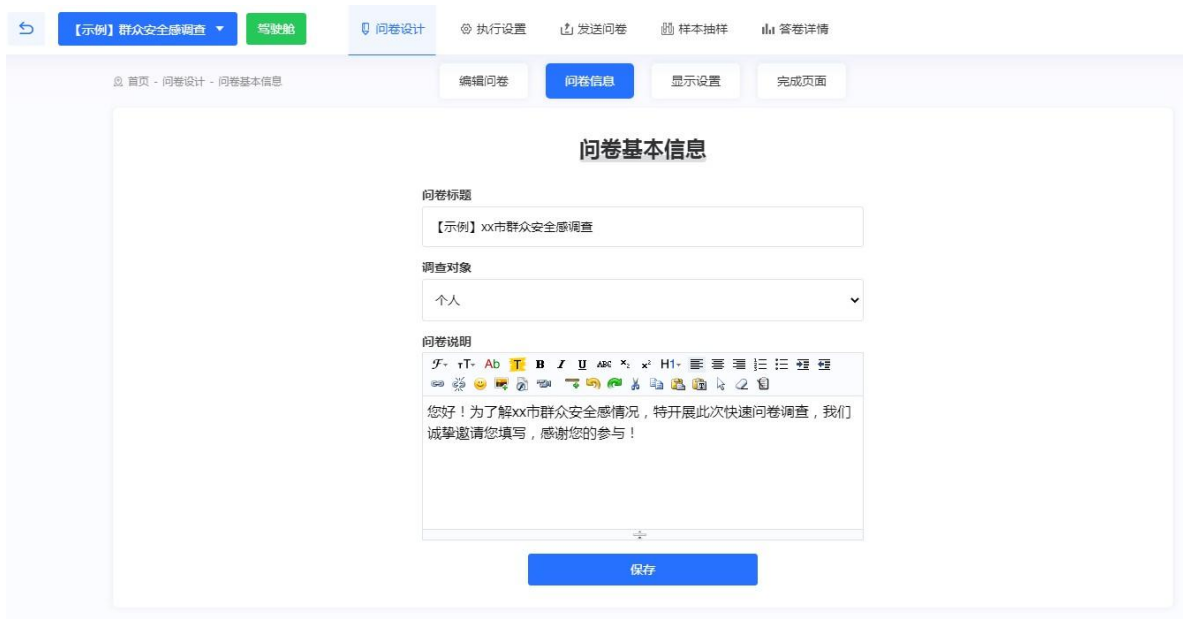 【示例】群众安全感调查
驾驶舱
问卷设计
执行设置
发送问卷
样本抽样
答卷详情
首页 - 问卷设计 - 问卷基本信息
编辑问卷
问卷信息
显示设置
完成页面
问卷基本信息
问卷标题
【示例】xx市群众安全感调查
调查对象
个人
问卷说明
您好！为了解xx市群众安全感情况，特开展此次快速问卷调查，我们
诚挚邀请您填写，感谢您的参与！
保存